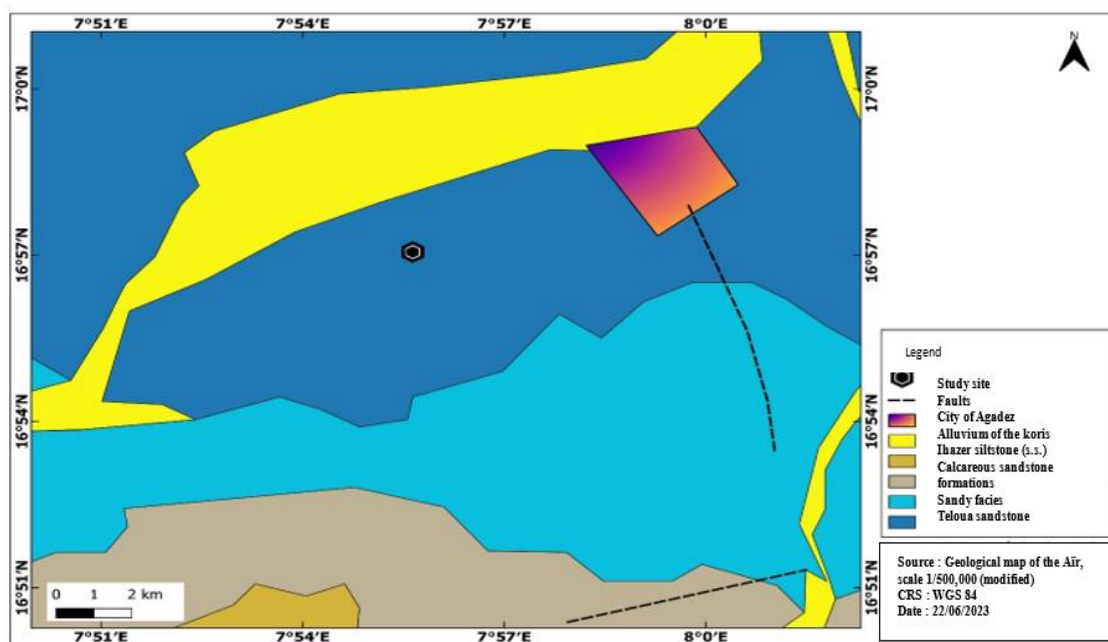 7°51′E 7°54′E 7°57′E 8°0′E
N
17°0′N 17°0′N
16°57′N 16°57′N
16°54′N 16°54′N
16°51′N 16°51′N
0 1 2 km
7°51′E 7°54′E 7°57′E 8°0′E
Legend
Study site
Faults
City of Agadez
Alluvium of the koris
Ihazer siltstone (s.s.)
Calcareous sandstone
formations
Sandy facies
Teloua sandstone
Source : Geological map of the Aïr,
scale 1/500,000 (modified)
CRS : WGS 84
Date : 22/06/2023